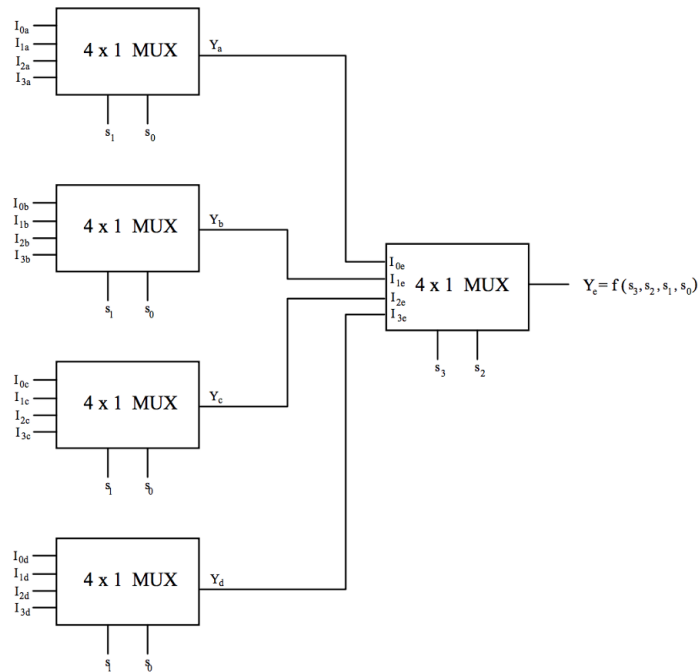 I0a
I1a
I2a
I3a
4 x 1 MUX
Ya
s1 s0
I0b
I1b
I2b
I3b
4 x 1 MUX
Yb
s1 s0
I0c
I1c
I2c
I3c
4 x 1 MUX
Yc
s1 s0
I0d
I1d
I2d
I3d
4 x 1 MUX
Yd
s1 s0
I0e
I1e
I2e
I3e
4 x 1 MUX
s3 s2
Ye = f (s3, s2, s1, s0)